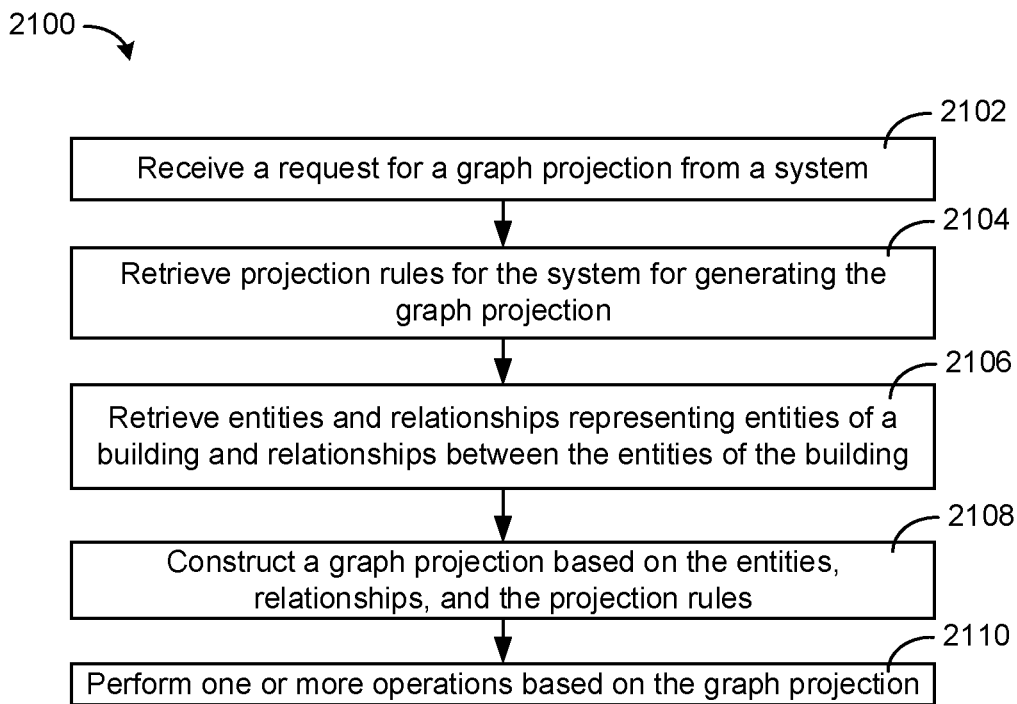 2100
2102
Receive a request for a graph projection from a system
2104
Retrieve projection rules for the system for generating the
graph projection
2106
Retrieve entities and relationships representing entities of a
building and relationships between the entities of the building
2108
Construct a graph projection based on the entities,
relationships, and the projection rules
2110
Perform one or more operations based on the graph projection